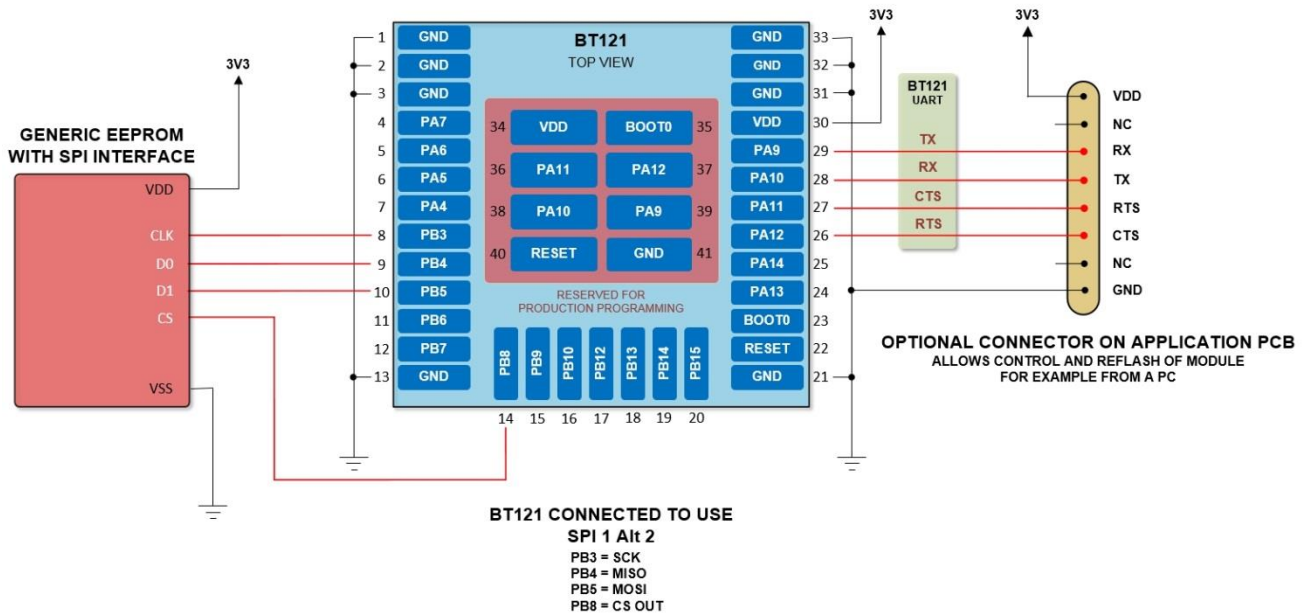 GENERIC EEPROM
WITH SPI INTERFACE
3V3
VDD
CLK
D0
D1
CS
VSS
BT121
TOP VIEW
1 GND
2 GND
3 GND
4 PA7
5 PA6
6 PA5
7 PA4
8 PB3
9 PB4
10 PB5
11 PB6
12 PB7
13 GND
34 VDD BOOT0 35
36 PA11 PA12 37
38 PA10 PA9 39
40 RESET GND 41
RESERVED FOR
PRODUCTION PROGRAMMING
PB8 PB9 PB10 PB12 PB13 PB14 PB15
14 15 16 17 18 19 20
GND 33
GND 32
GND 31
VDD 30
PA9 29
PA10 28
PA11 27
PA12 26
PA14 25
PA13 24
BOOT0 23
RESET 22
GND 21
3V3
BT121
UART
TX
RX
CTS
RTS
3V3
VDD
NC
RX
TX
RTS
CTS
NC
GND
OPTIONAL CONNECTOR ON APPLICATION PCB
ALLOWS CONTROL AND REFLASH OF MODULE
FOR EXAMPLE FROM A PC
BT121 CONNECTED TO USE
SPI 1 Alt 2
PB3 = SCK
PB4 = MISO
PB5 = MOSI
PB8 = CS OUT